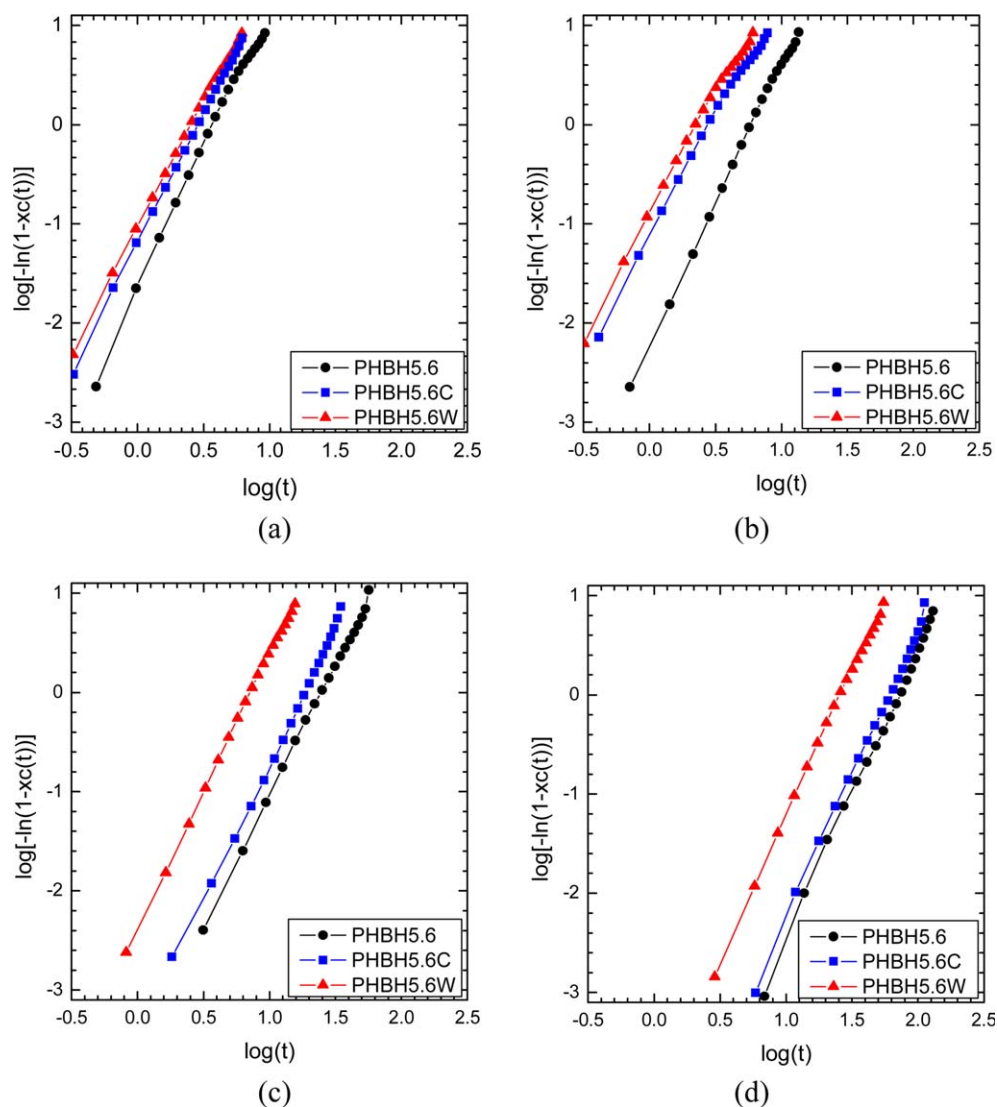 log[-ln(1-xc(t))]
1
0
-1
-2
-3
-0.5 0.0 0.5 1.0 1.5 2.0 2.5
log(t)
PHBH5.6
PHBH5.6C
PHBH5.6W
(a)
log[-ln(1-xc(t))]
1
0
-1
-2
-3
-0.5 0.0 0.5 1.0 1.5 2.0 2.5
log(t)
PHBH5.6
PHBH5.6C
PHBH5.6W
(b)
log[-ln(1-xc(t))]
1
0
-1
-2
-3
-0.5 0.0 0.5 1.0 1.5 2.0 2.5
log(t)
PHBH5.6
PHBH5.6C
PHBH5.6W
(c)
log[-ln(1-xc(t))]
1
0
-1
-2
-3
-0.5 0.0 0.5 1.0 1.5 2.0 2.5
log(t)
PHBH5.6
PHBH5.6C
PHBH5.6W
(d)